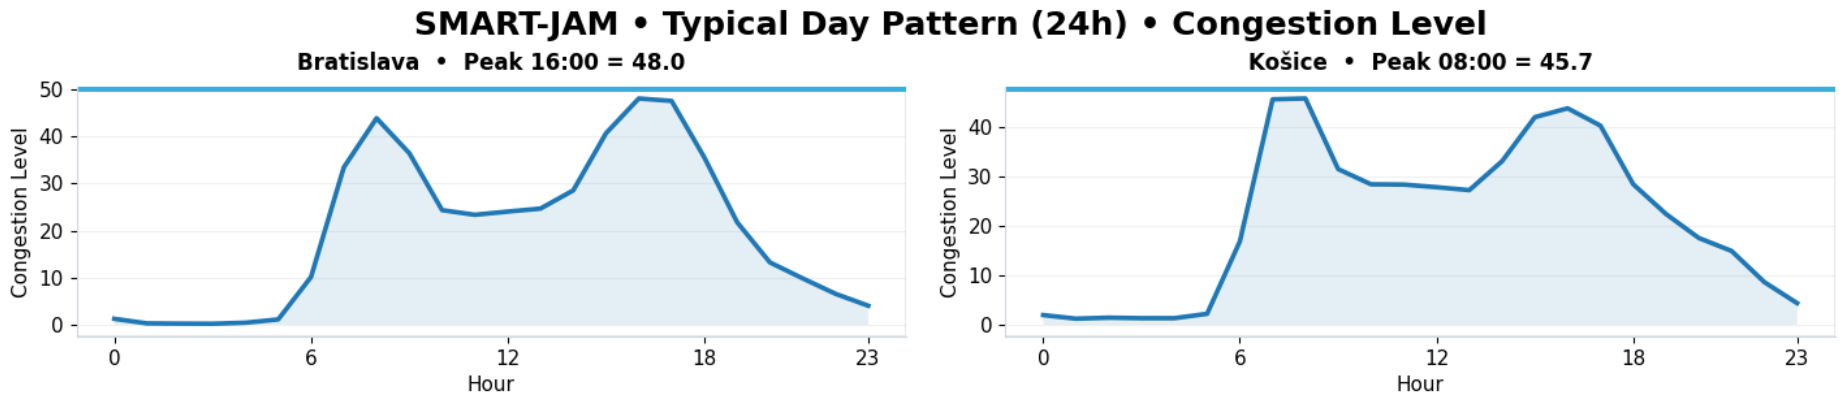 SMART-JAM • Typical Day Pattern (24h) • Congestion Level
Bratislava • Peak 16:00 = 48.0
50
40
30
20
10
0
Congestion Level
0 6 12 18 23
Hour
Košice • Peak 08:00 = 45.7
40
30
20
10
0
Congestion Level
0 6 12 18 23
Hour